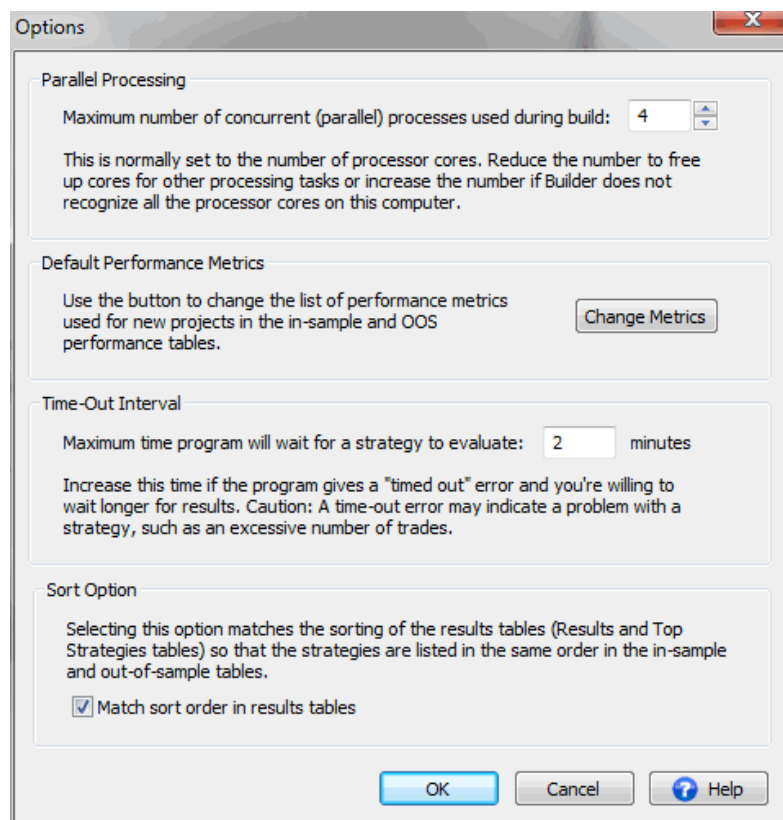 Options
Parallel Processing
Maximum number of concurrent (parallel) processes used during build: 4
This is normally set to the number of processor cores. Reduce the number to free
up cores for other processing tasks or increase the number if Builder does not
recognize all the processor cores on this computer.
Default Performance Metrics
Use the button to change the list of performance metrics
used for new projects in the in-sample and OOS
performance tables.
Change Metrics
Time-Out Interval
Maximum time program will wait for a strategy to evaluate: 2 minutes
Increase this time if the program gives a "timed out" error and you're willing to
wait longer for results. Caution: A time-out error may indicate a problem with a
strategy, such as an excessive number of trades.
Sort Option
Selecting this option matches the sorting of the results tables (Results and Top
Strategies tables) so that the strategies are listed in the same order in the in-sample
and out-of-sample tables.
Match sort order in results tables
OK Cancel Help